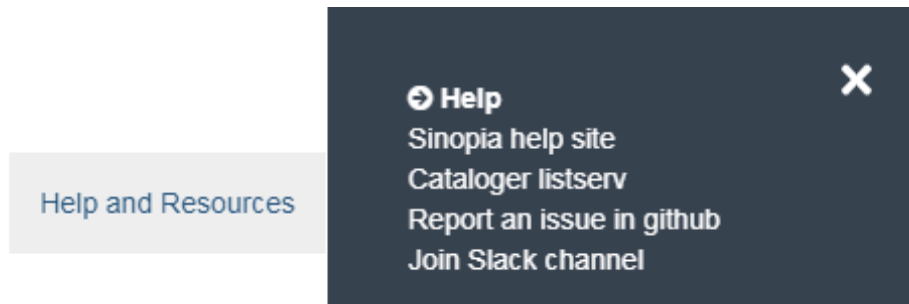 Help and Resources
Help
Sinopia help site
Cataloger listserv
Report an issue in github
Join Slack channel